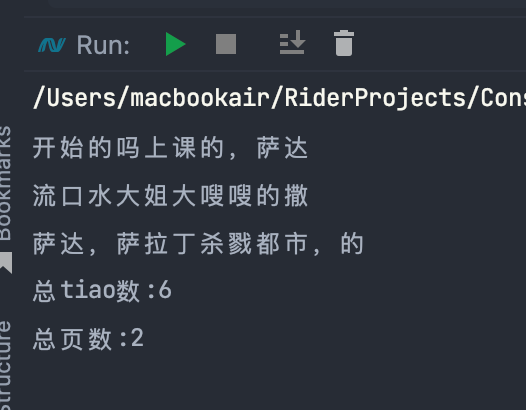 Run:
/Users/macbookair/RiderProjects/Cons
开始的吗上课的，萨达
流口水大姐大嗖嗖的撒
萨达，萨拉丁杀戮都市，的
总tiao数:6
总页数:2
Bookmarks
structure